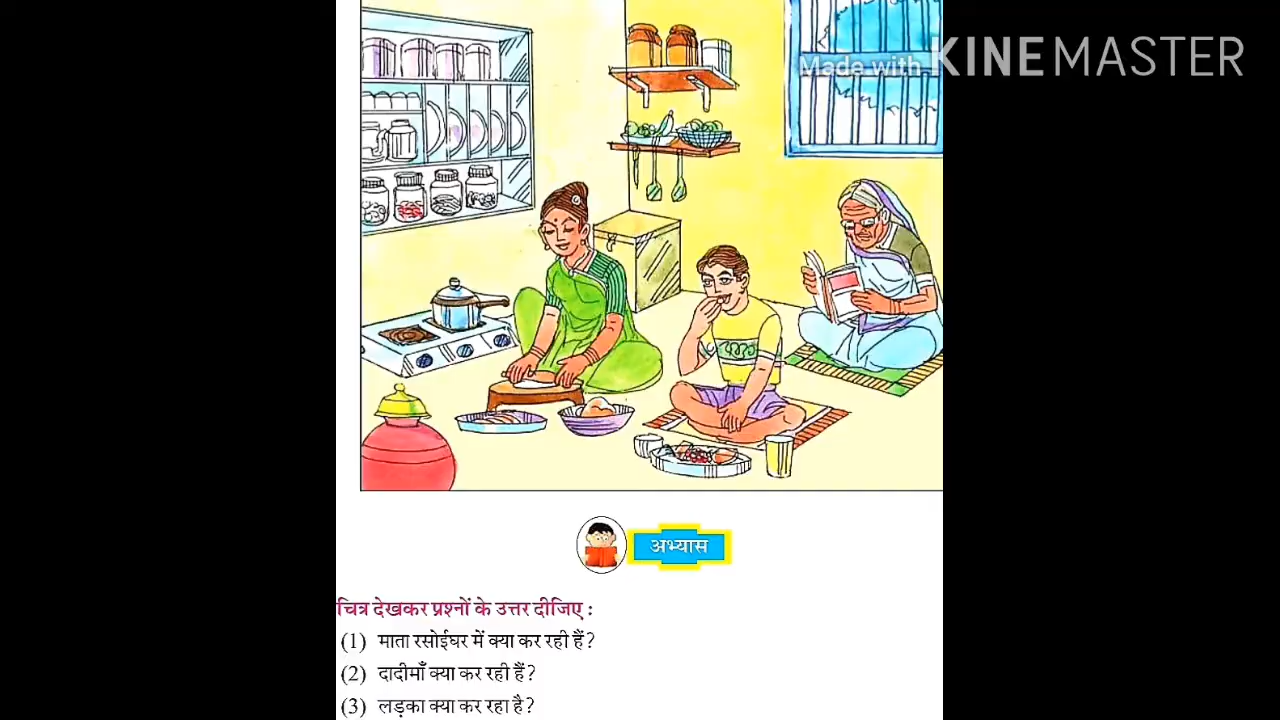 Made with KINEMASTER
अभ्यास
चित्र देखकर प्रश्नों के उत्तर दीजिए :
(1) माता रसोईघर में क्या कर रही हैं?
(2) दादीमाँ क्या कर रही हैं?
(3) लड़का क्या कर रहा है?